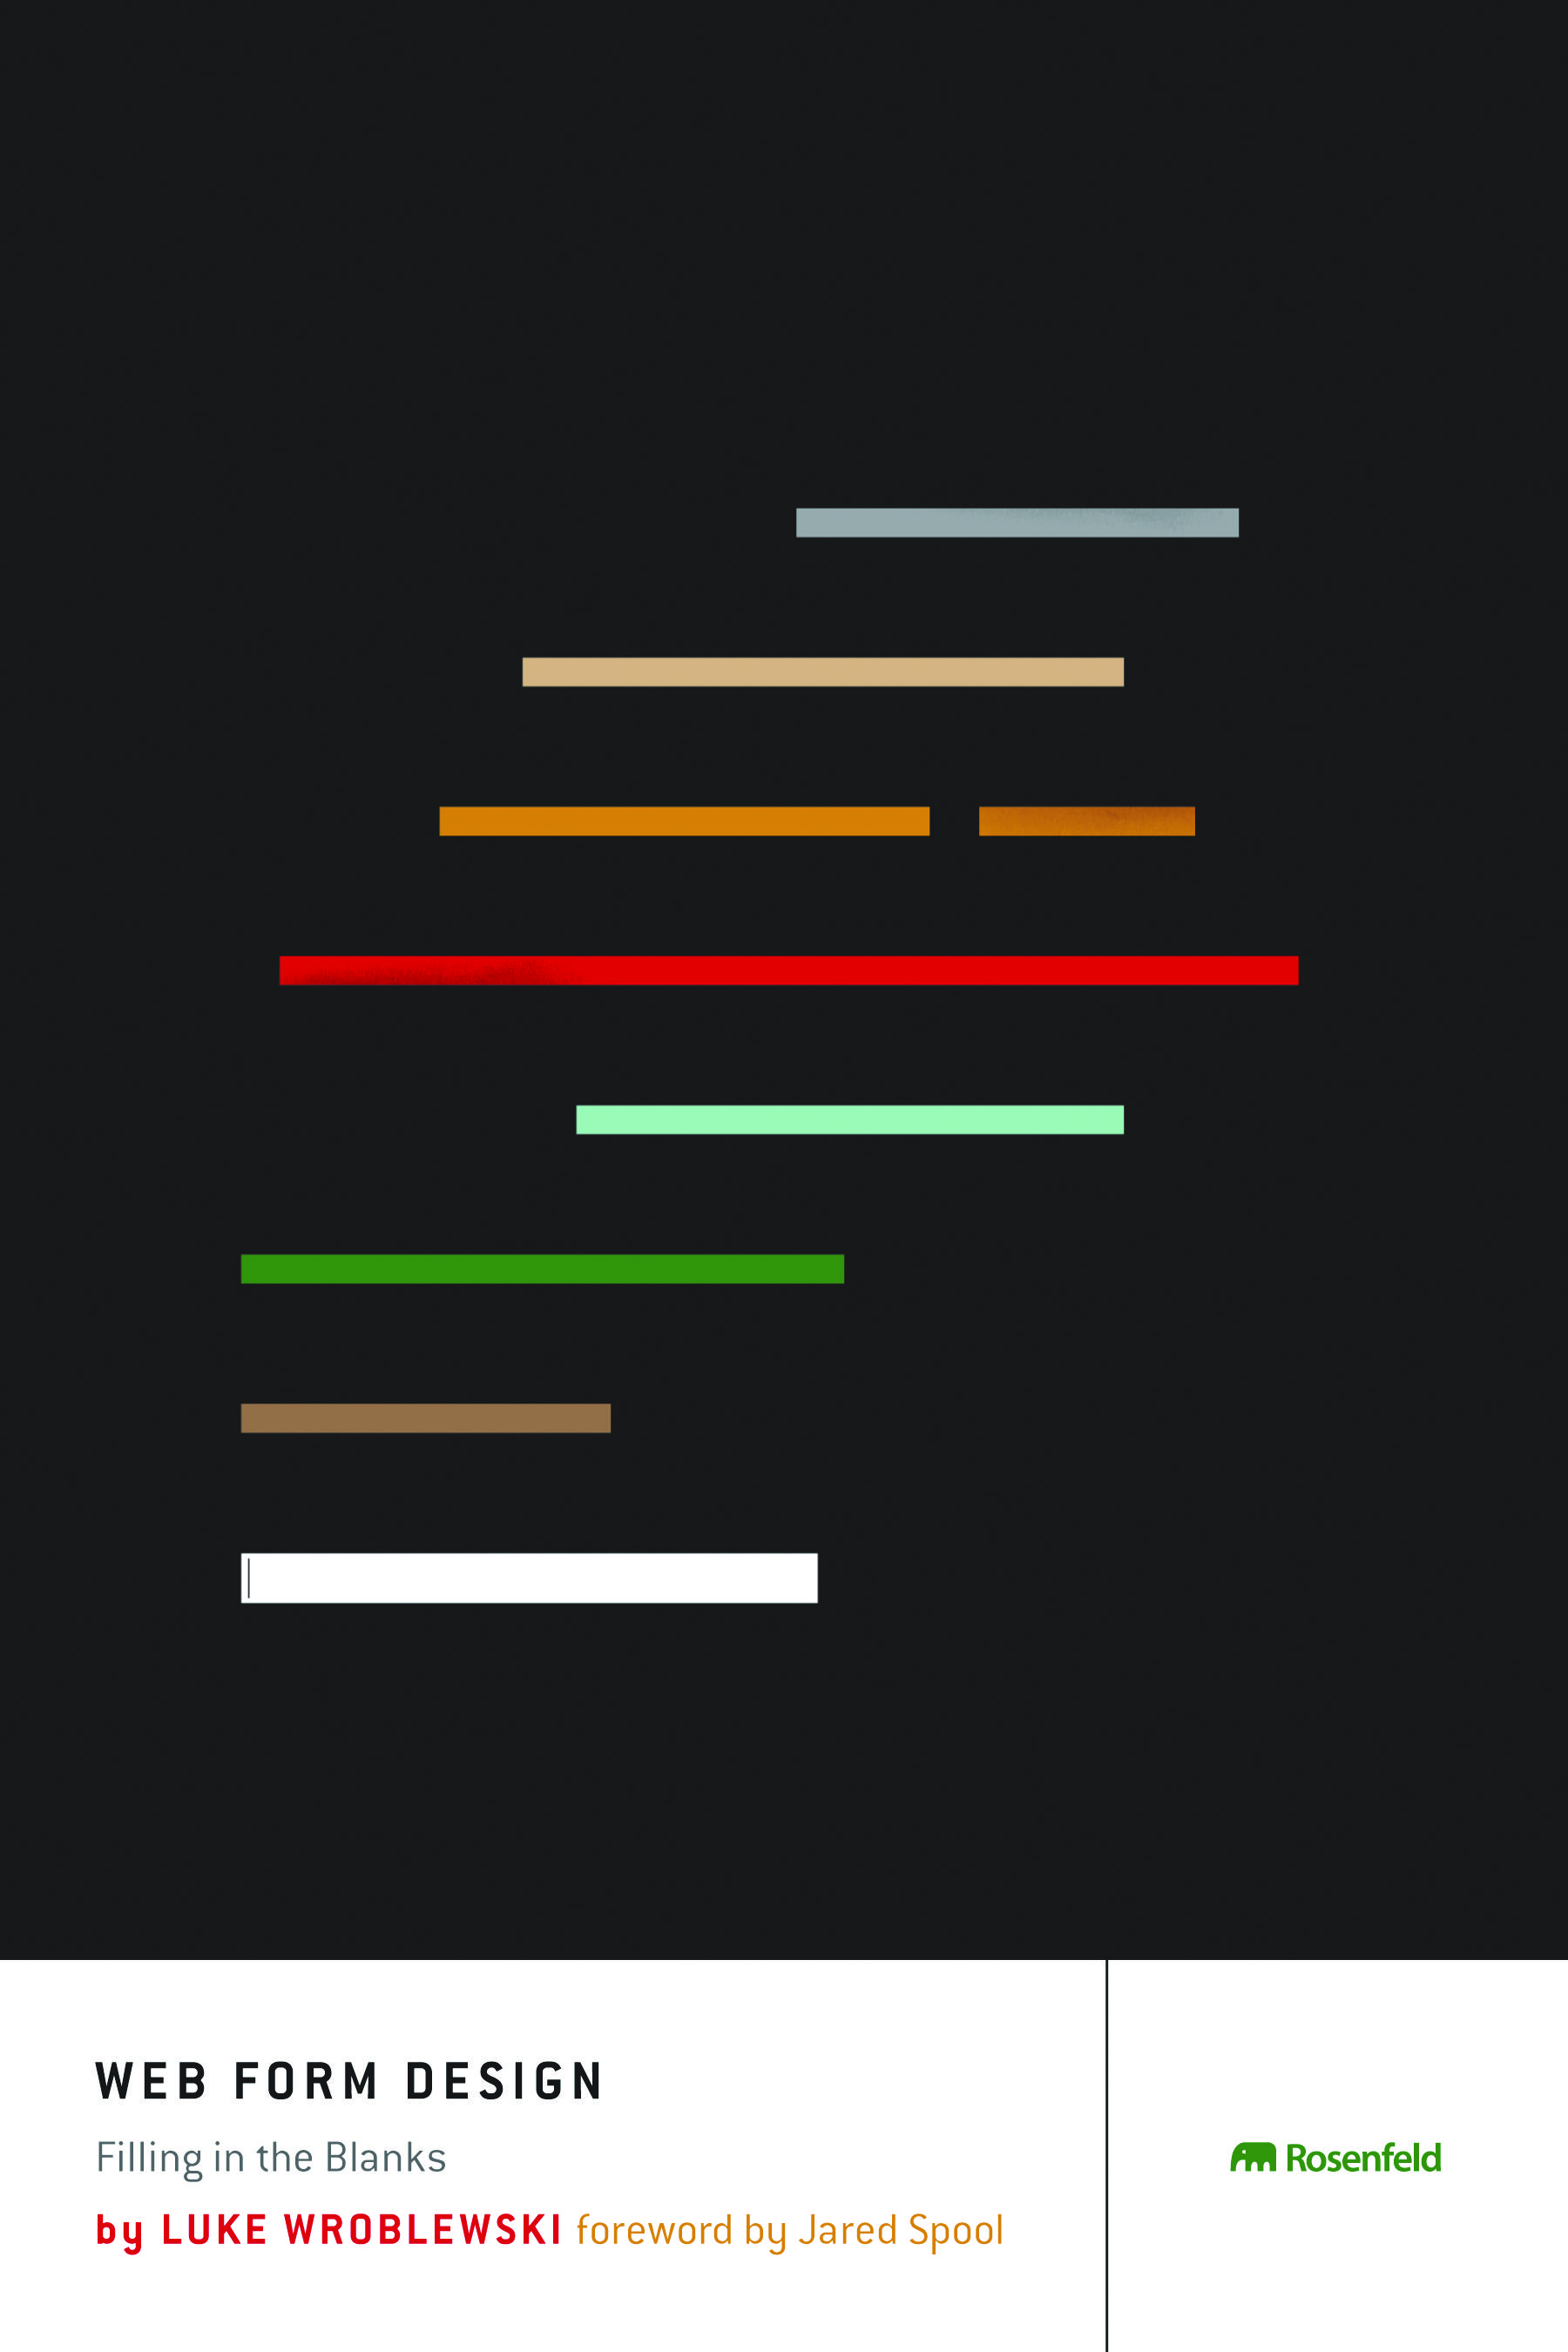 WEB FORM DESIGN
Filling in the Blanks
by LUKE WROBLEWSKI foreword by Jared Spool
Rosenfeld